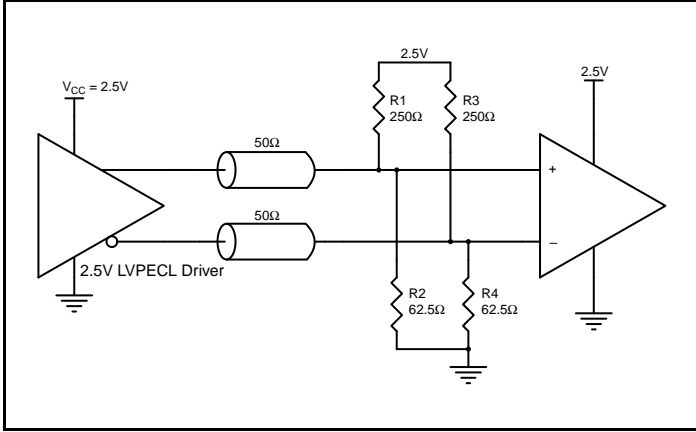 2.5V
V_CC = 2.5V
2.5V
R1
250Ω
R3
250Ω
50Ω
+
50Ω
–
2.5V LVPECL Driver
R2
62.5Ω
R4
62.5Ω